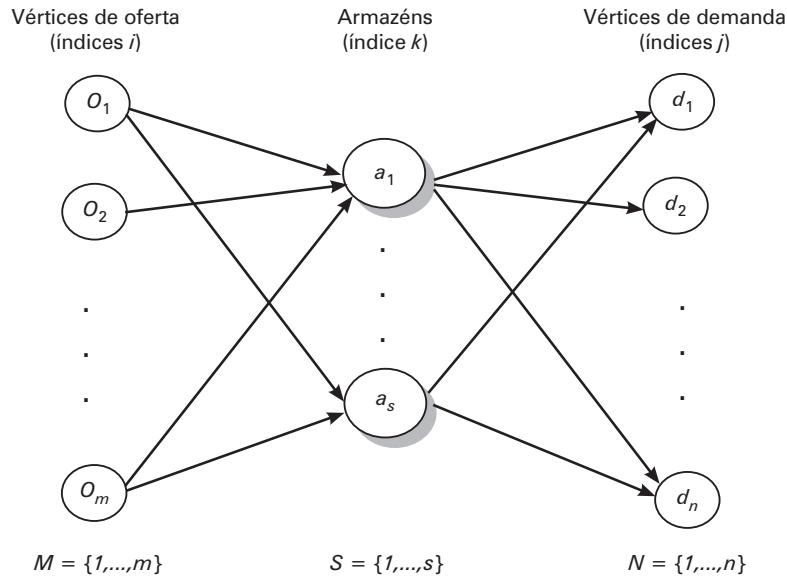 Vértices de oferta
(índices i)
Armazéns
(índice k)
Vértices de demanda
(índices j)
O1
a1
d1
O2
d2
as
Om
dn
M = {1,...,m}
S = {1,...,s}
N = {1,...,n}